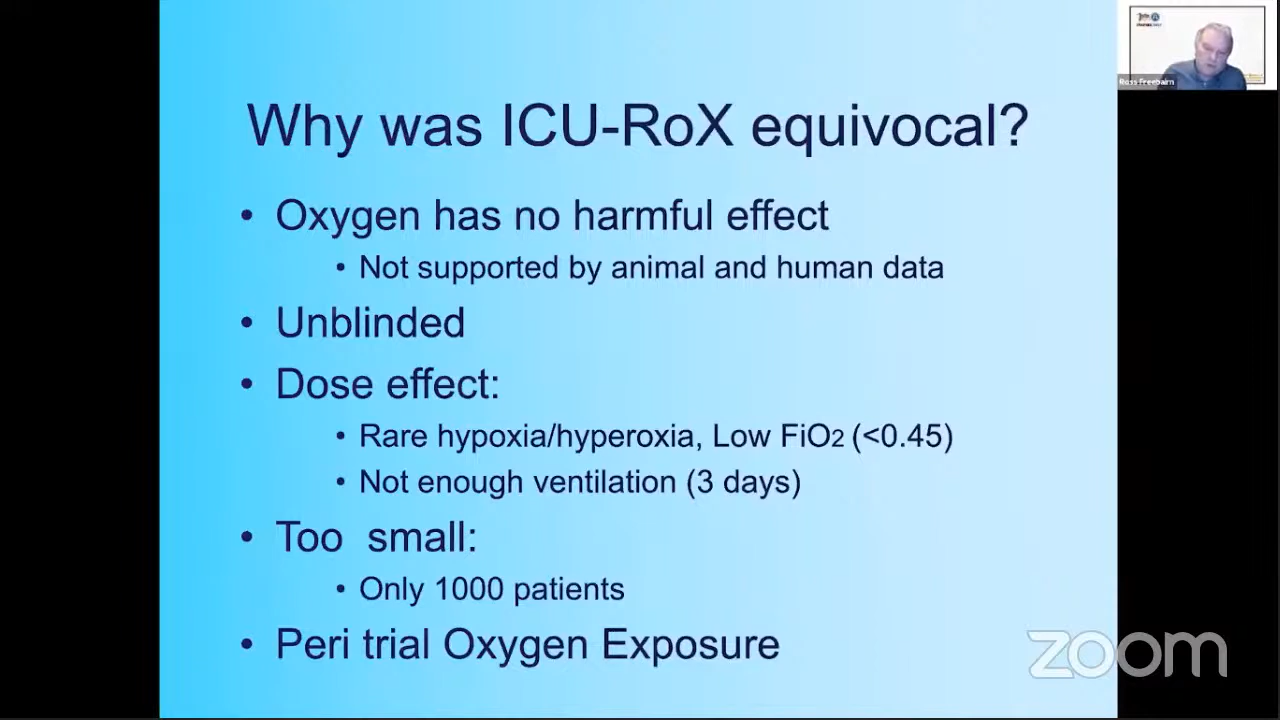 Why was ICU-RoX equivocal?
• Oxygen has no harmful effect
• Not supported by animal and human data
• Unblinded
• Dose effect:
• Rare hypoxia/hyperoxia, Low FiO2 (<0.45)
• Not enough ventilation (3 days)
• Too small:
• Only 1000 patients
• Peri trial Oxygen Exposure
Ross Freebairn
zoom